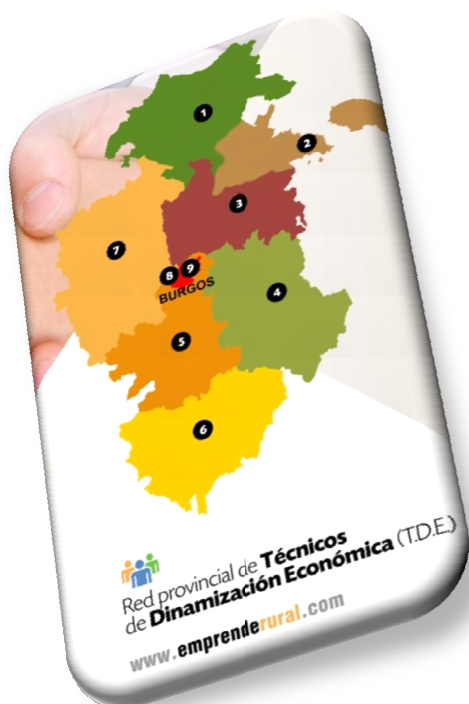 1
2
3
7
8 9
BURGOS
4
5
6
Red provincial de Técnicos
de Dinamización Económica (T.D.E.)
www.emprenderural.com